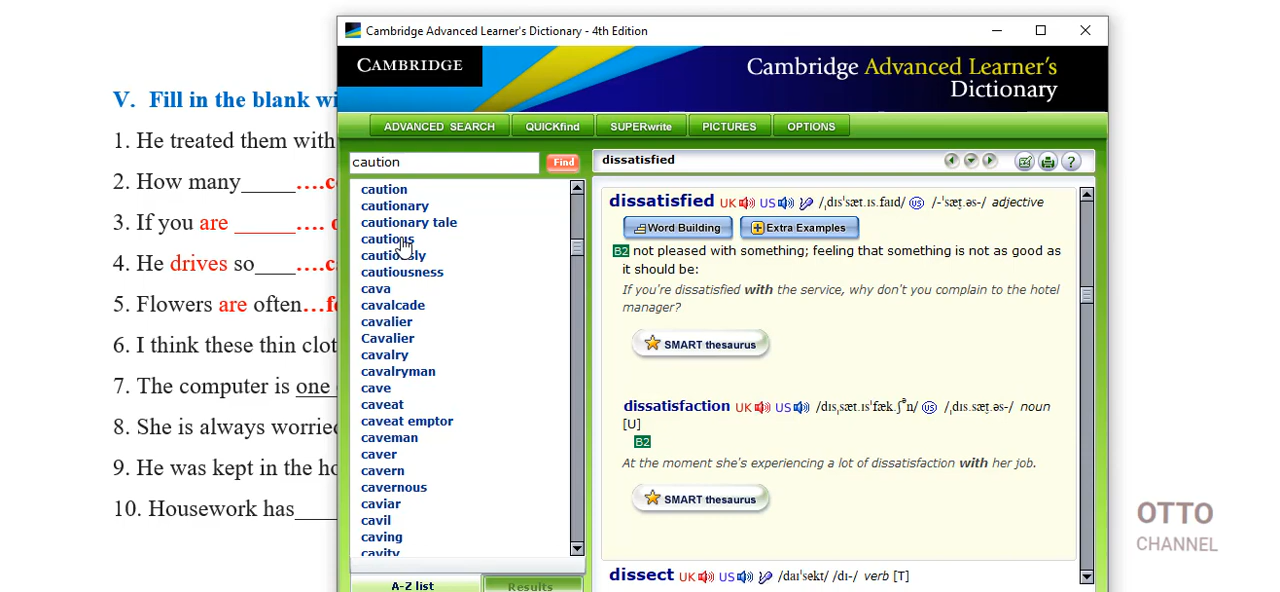 Cambridge Advanced Learner's Dictionary - 4th Edition
CAMBRIDGE
Cambridge Advanced Learner's
Dictionary
V. Fill in the blank wi
1. He treated them with
2. How many_____….c
3. If you are ______…. o
4. He drives so____….c
5. Flowers are often…f
6. I think these thin clot
7. The computer is one
8. She is always worried
9. He was kept in the ho
10. Housework has____
ADVANCED SEARCH
QUICKfind
SUPERwrite
PICTURES
OPTIONS
caution
Find
caution
cautionary
cautionary tale
cautious
cautiously
cautiousness
cava
cavalcade
cavalier
Cavalier
cavalry
cavalryman
cave
caveat
caveat emptor
caveman
caver
cavern
cavernous
caviar
cavil
caving
cavity
A-Z list
Results
dissatisfied
?
dissatisfied UK US /ˌdɪsˈsæt.ɪs.faɪd/ US /-ˈsæt̬.əs-/ adjective
Word Building
Extra Examples
B2 not pleased with something; feeling that something is not as good as
it should be:
If you're dissatisfied with the service, why don't you complain to the hotel
manager?
SMART thesaurus
dissatisfaction UK US /dɪsˌsæt.ɪsˈfæk.ʃᵊn/ US /ˌdɪs.sæt̬.əs-/ noun
[U]
B2
At the moment she's experiencing a lot of dissatisfaction with her job.
SMART thesaurus
dissect UK US /daɪˈsekt/ /dɪ-/ verb [T]
OTTO
CHANNEL